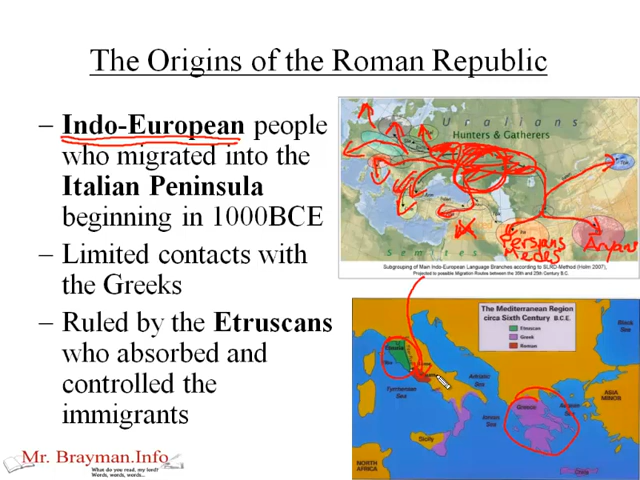 The Origins of the Roman Republic
– Indo-European people
who migrated into the
Italian Peninsula
beginning in 1000BCE
– Limited contacts with
the Greeks
– Ruled by the Etruscans
who absorbed and
controlled the
immigrants
Uralians
Hunters & Gatherers
Persians
Medes
Aryans
Semites
Subgrouping of Main Indo-European Language Branches according to SLRD-Method (Holm 2007),
Projected to possible Migration Routes between the 35th and 25th Century B.C.
The Mediterranean Region
circa Sixth Century B.C.E.
Etruscan
Greek
Roman
Black
Sea
Adriatic
Sea
Tyrrhenian
Sea
Greece
Aegean
Sea
ASIA
MINOR
Ionian
Sea
Sicily
NORTH
AFRICA
Crete
Mr. Brayman.Info
What do you read, my lord?
Words, words, words...